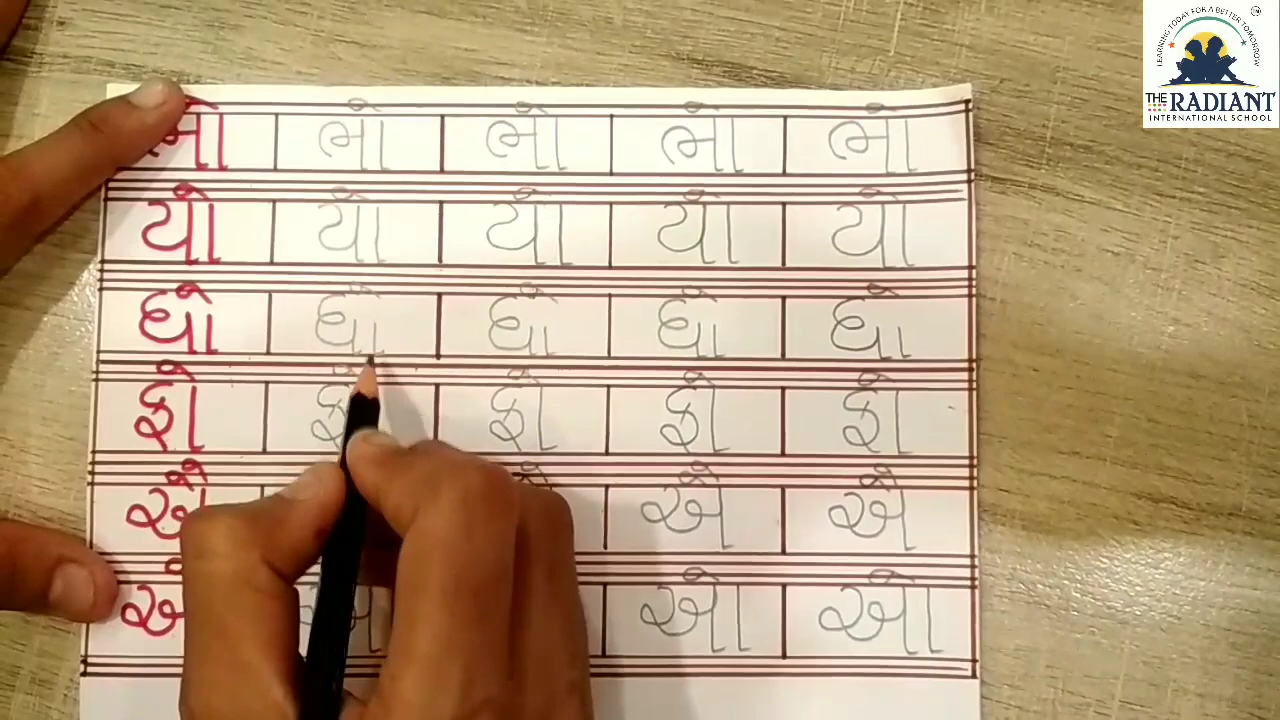 LEARNING TODAY FOR A BETTER TOMORROW
THE RADIANT
INTERNATIONAL SCHOOL
ભો ભો ભો ભો ભો
યો યો યો યો યો
ઘો ઘો ઘો ઘો ઘો
ફો ફો ફો ફો ફો
ઐ ઐ ઐ
ઓ ઓ